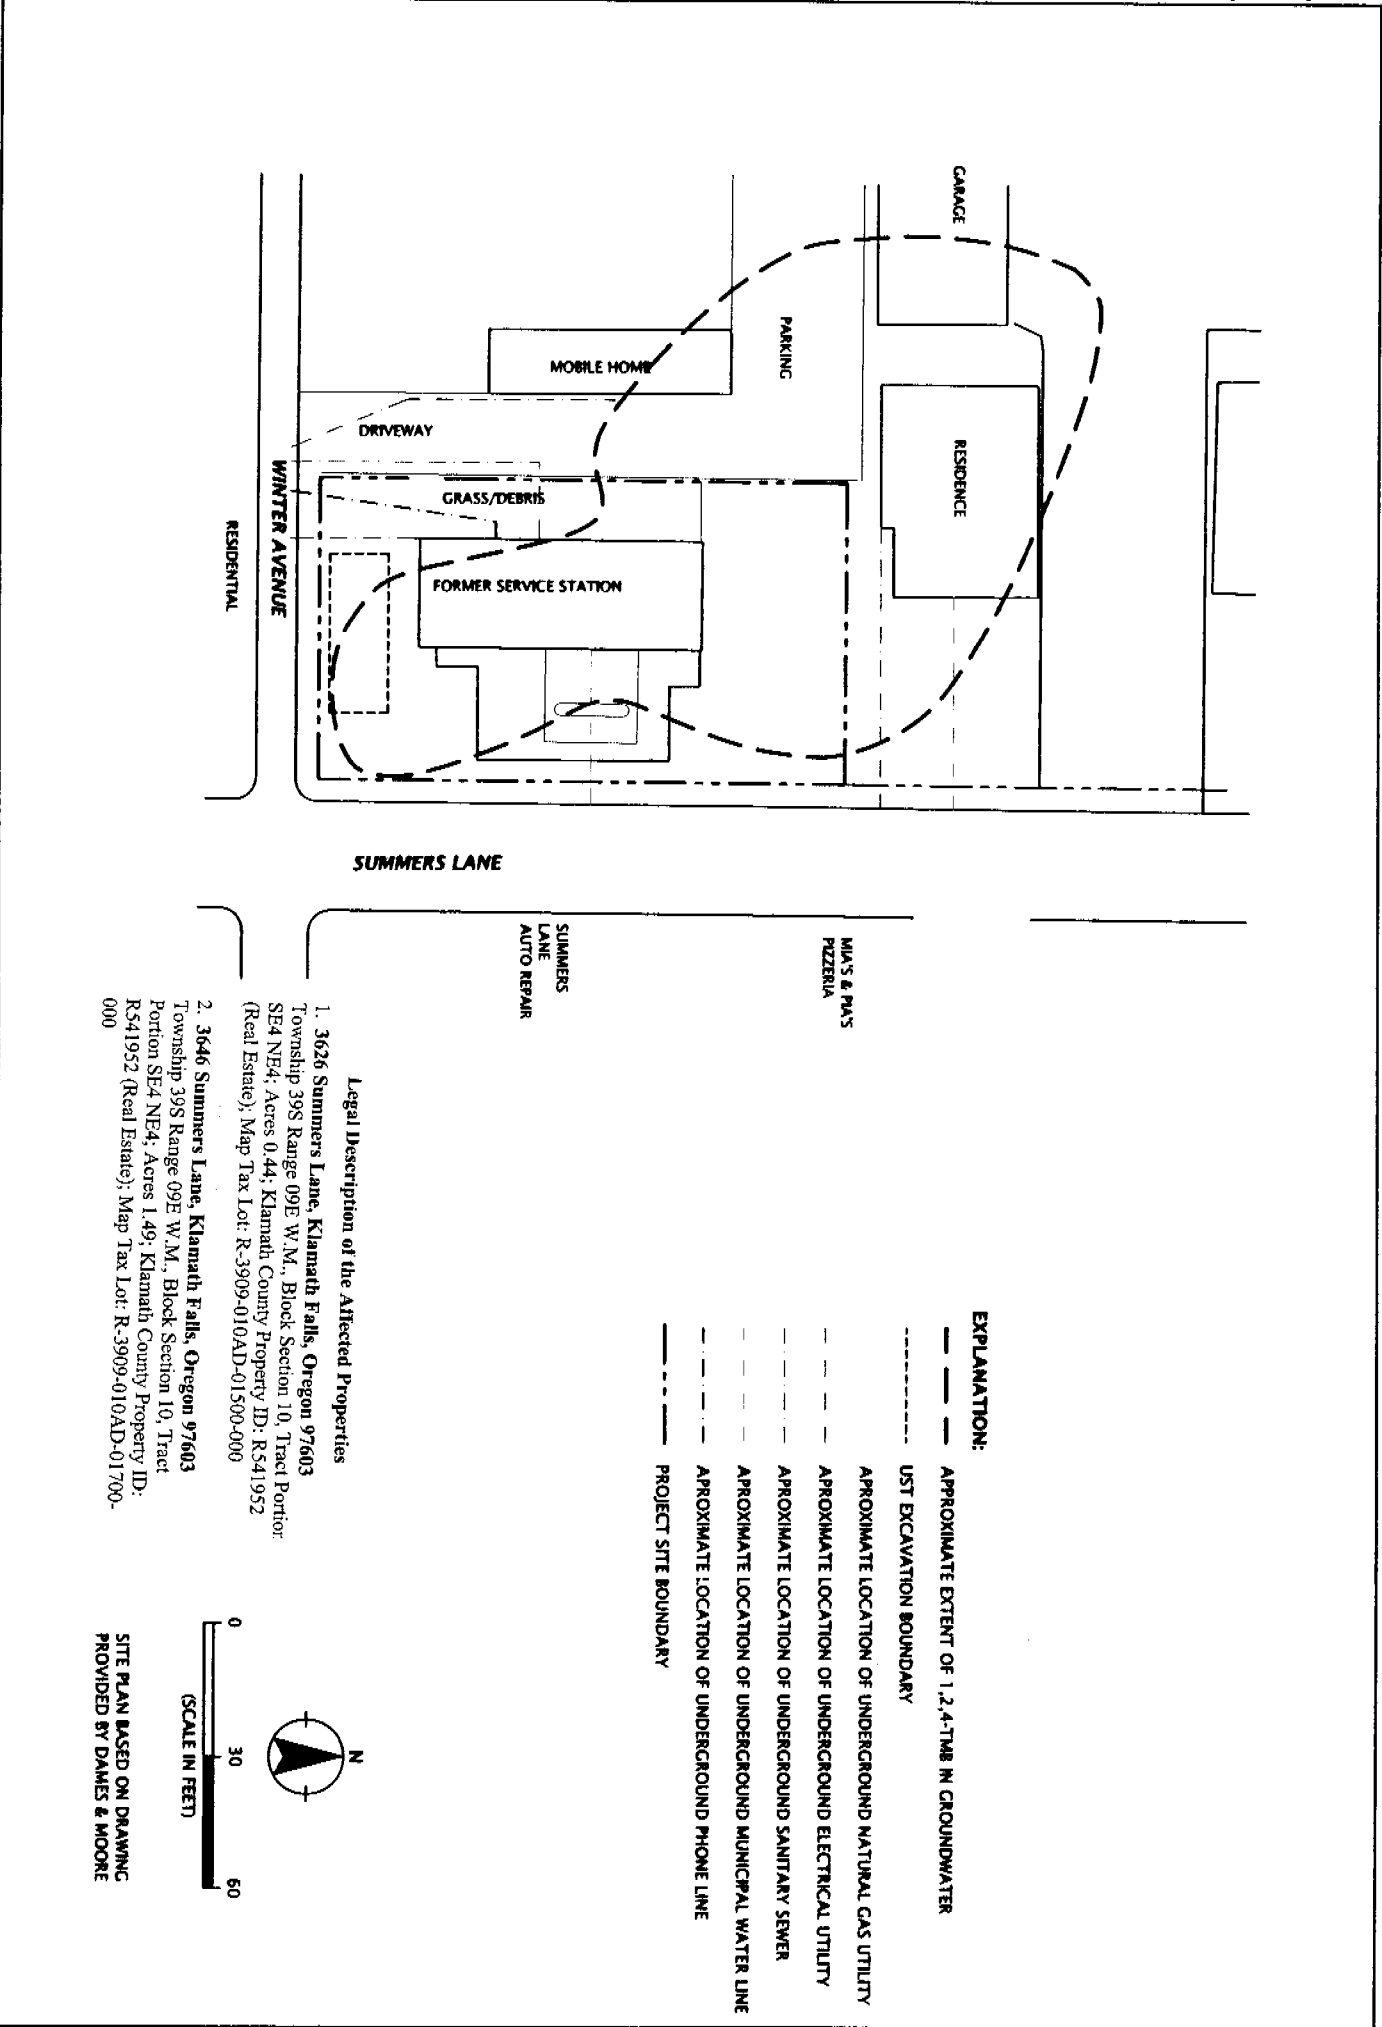 GARAGE
PARKING
MOBILE HOME
DRIVEWAY
RESIDENCE
GRASS/DEBRIS
WINTER AVENUE
RESIDENTIAL
FORMER SERVICE STATION
SUMMERS LANE
SUMMERS
LANE
AUTO REPAIR
MIA'S & PIA'S
PIZZERIA
Legal Description of the Affected Properties
1. 3626 Summers Lane, Klamath Falls, Oregon 97603
Township 39S Range 09E W.M., Block Section 10, Tract Portion
SE4 NE4; Acres 0.44; Klamath County Property ID: R541952
(Real Estate); Map Tax Lot: R-3909-010AD-01500-000
2. 3646 Summers Lane, Klamath Falls, Oregon 97603
Township 39S Range 09E W.M., Block Section 10, Tract
Portion SE4 NE4; Acres 1.49; Klamath County Property ID:
R541952 (Real Estate); Map Tax Lot: R-3909-010AD-01700-
000
EXPLANATION:
APPROXIMATE EXTENT OF 1,2,4-TMB IN GROUNDWATER
UST EXCAVATION BOUNDARY
APROXIMATE LOCATION OF UNDERGROUND NATURAL GAS UTILITY
APROXIMATE LOCATION OF UNDERGROUND ELECTRICAL UTILITY
APROXIMATE LOCATION OF UNDERGROUND SANITARY SEWER
APROXIMATE LOCATION OF UNDERGROUND MUNICIPAL WATER LINE
APROXIMATE LOCATION OF UNDERGROUND PHONE LINE
PROJECT SITE BOUNDARY
N
0 30 60
(SCALE IN FEET)
SITE PLAN BASED ON DRAWING
PROVIDED BY DAMES & MOORE